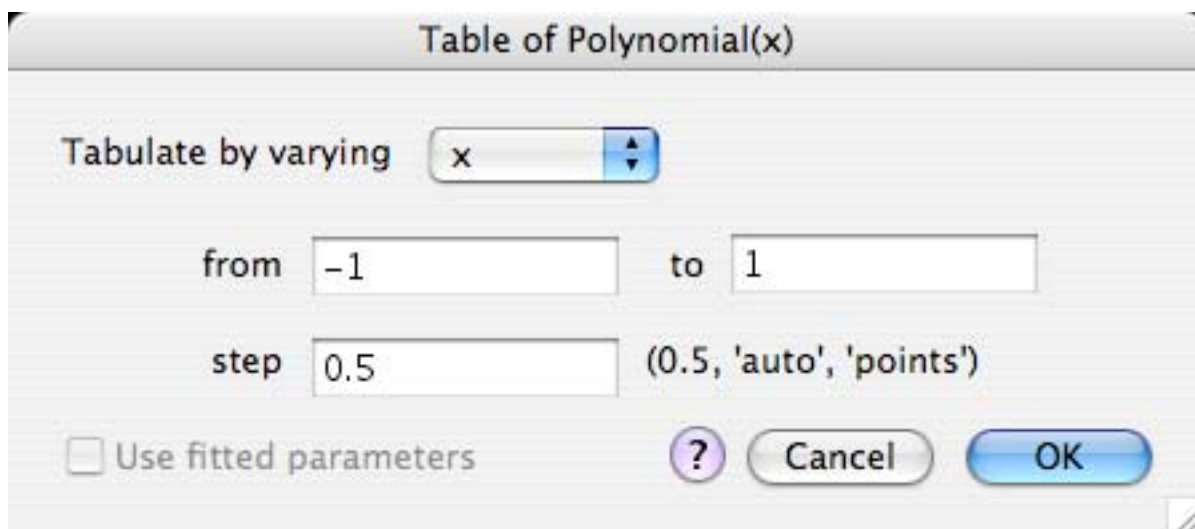 Table of Polynomial(x)
Tabulate by varying x
from -1 to 1
step 0.5 (0.5, 'auto', 'points')
Use fitted parameters ? Cancel OK